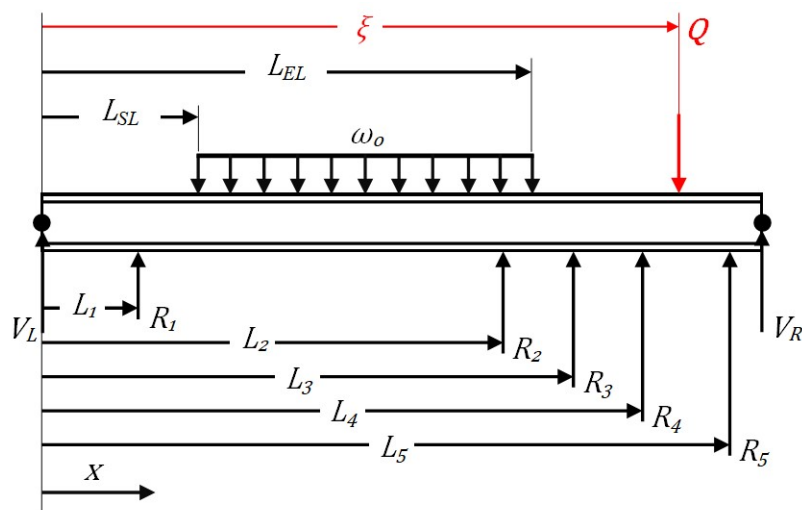 ξ Q
L_EL
L_SL
ω_o
V_L L_1 R_1 V_R
L_2 R_2
L_3 R_3
L_4 R_4
L_5 R_5
X